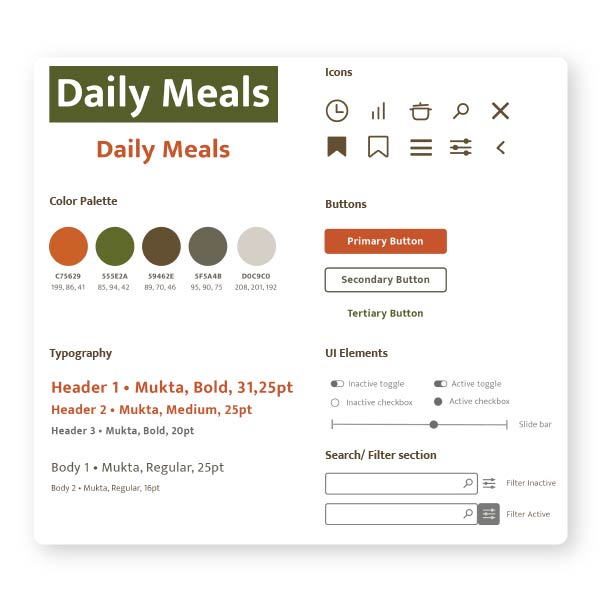 Daily Meals
Daily Meals
Color Palette
C75629
555E2A
59462E
5F5A4B
D0C9C0
199, 86, 41
85, 94, 42
89, 70, 46
95, 90, 75
208, 201, 192
Typography
Header 1 • Mukta, Bold, 31,25pt
Header 2 • Mukta, Medium, 25pt
Header 3 • Mukta, Bold, 20pt
Body 1 • Mukta, Regular, 25pt
Body 2 • Mukta, Regular, 16pt
Icons
Buttons
Primary Button
Secondary Button
Tertiary Button
UI Elements
Inactive toggle
Active toggle
Inactive checkbox
Active checkbox
Slide bar
Search/ Filter section
Filter Inactive
Filter Active